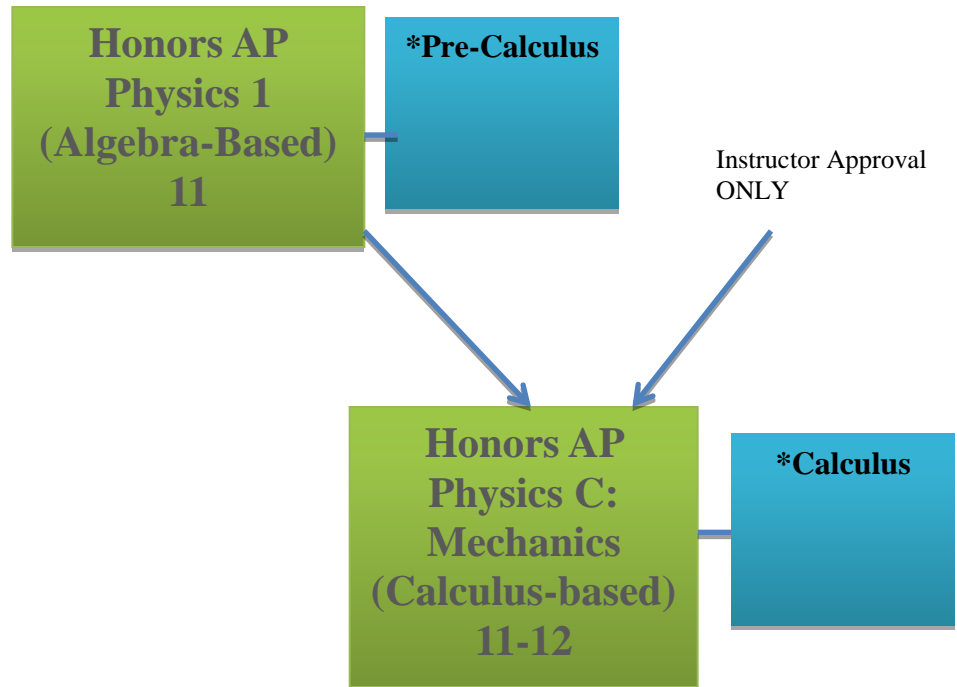 Honors AP
Physics 1
(Algebra-Based)
11
*Pre-Calculus
Instructor Approval
ONLY
Honors AP
Physics C:
Mechanics
(Calculus-based)
11-12
*Calculus